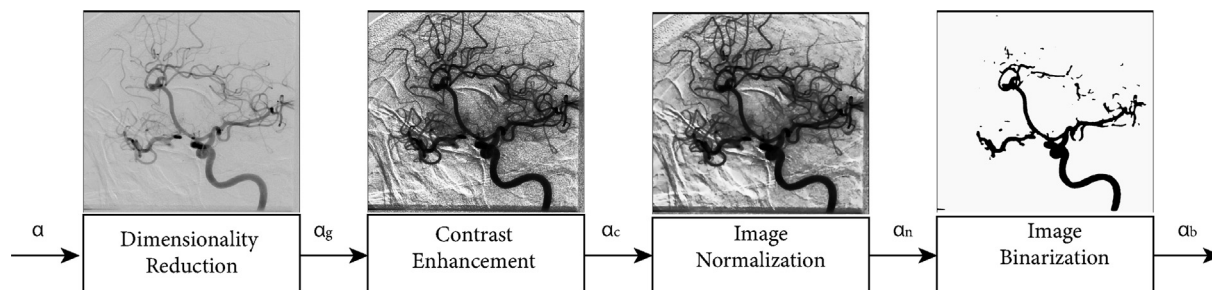 α
Dimensionality
Reduction
αg
Contrast
Enhancement
αc
Image
Normalization
αn
Image
Binarization
αb